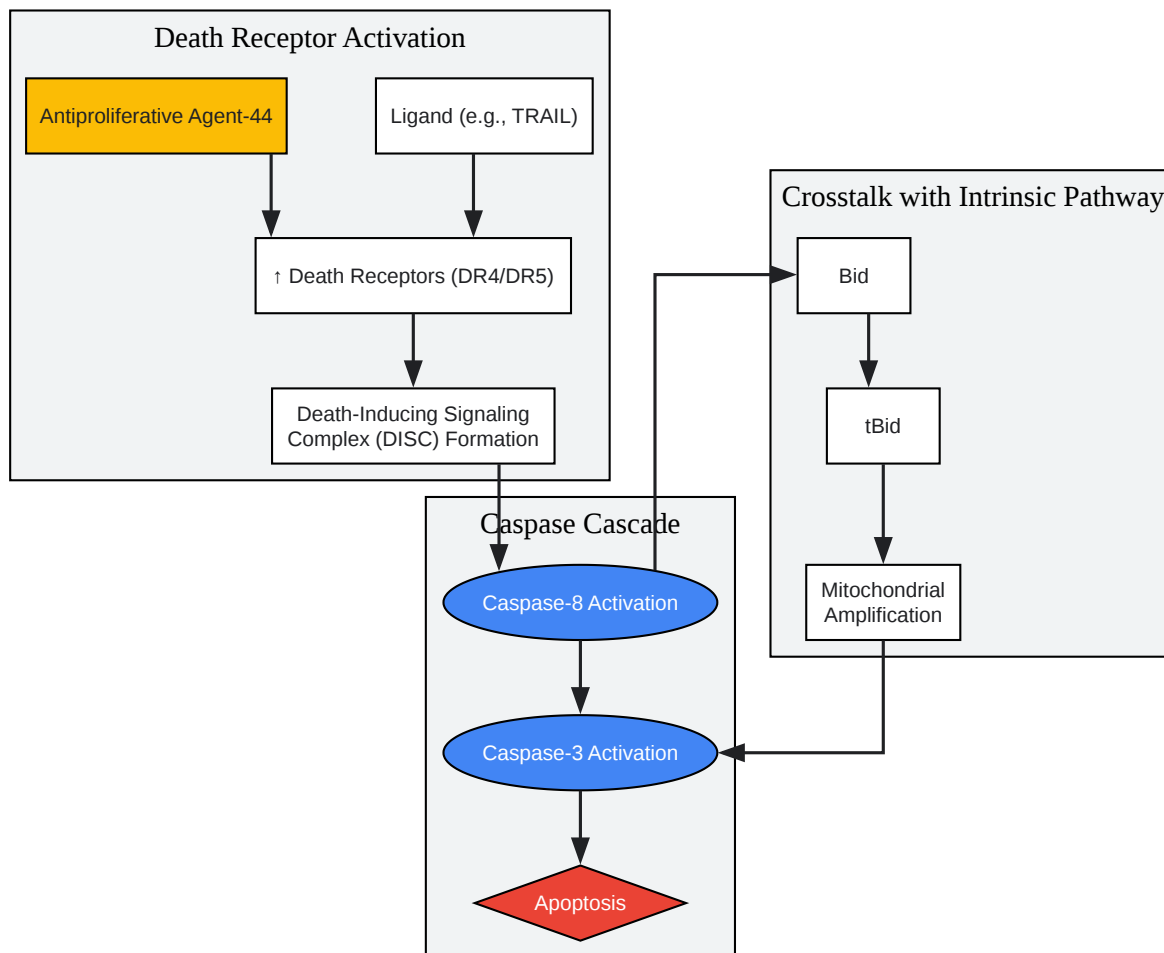 Death Receptor Activation
Antiproliferative Agent-44
Ligand (e.g., TRAIL)
↑ Death Receptors (DR4/DR5)
Death-Inducing Signaling
Complex (DISC) Formation
Crosstalk with Intrinsic Pathway
Bid
tBid
Mitochondrial
Amplification
Caspase Cascade
Caspase-8 Activation
Caspase-3 Activation
Apoptosis